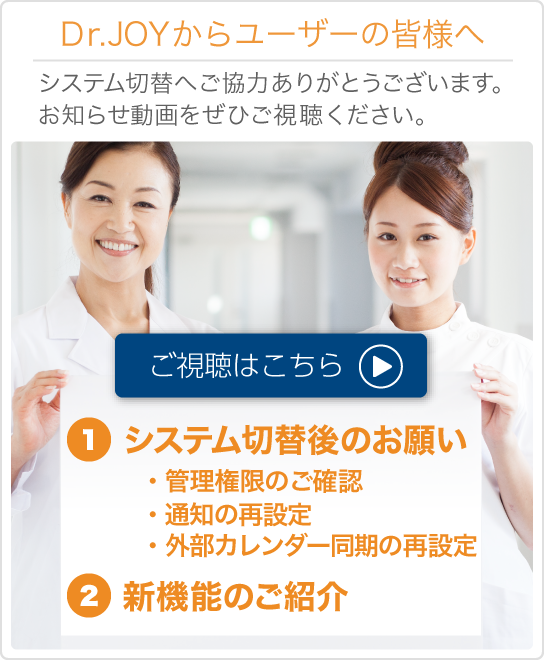 Dr.JOYからユーザーの皆様へ
システム切替へご協力ありがとうございます。
お知らせ動画をぜひご視聴ください。
ご視聴はこちら
1 システム切替後のお願い
・管理権限のご確認
・通知の再設定
・外部カレンダー同期の再設定
2 新機能のご紹介